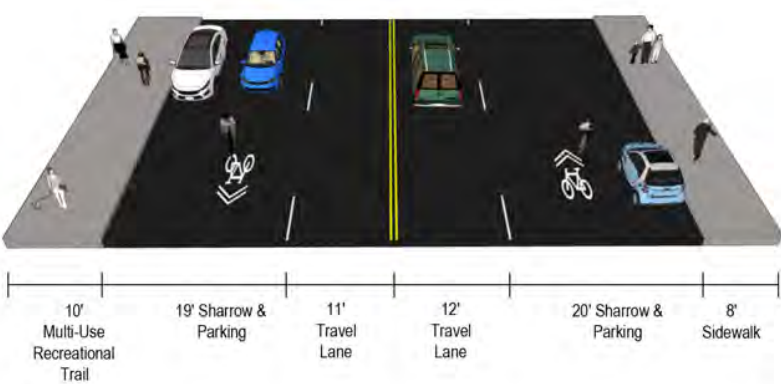 10'
Multi-Use
Recreational
Trail
19' Sharrow &
Parking
11'
Travel
Lane
12'
Travel
Lane
20' Sharrow &
Parking
8'
Sidewalk